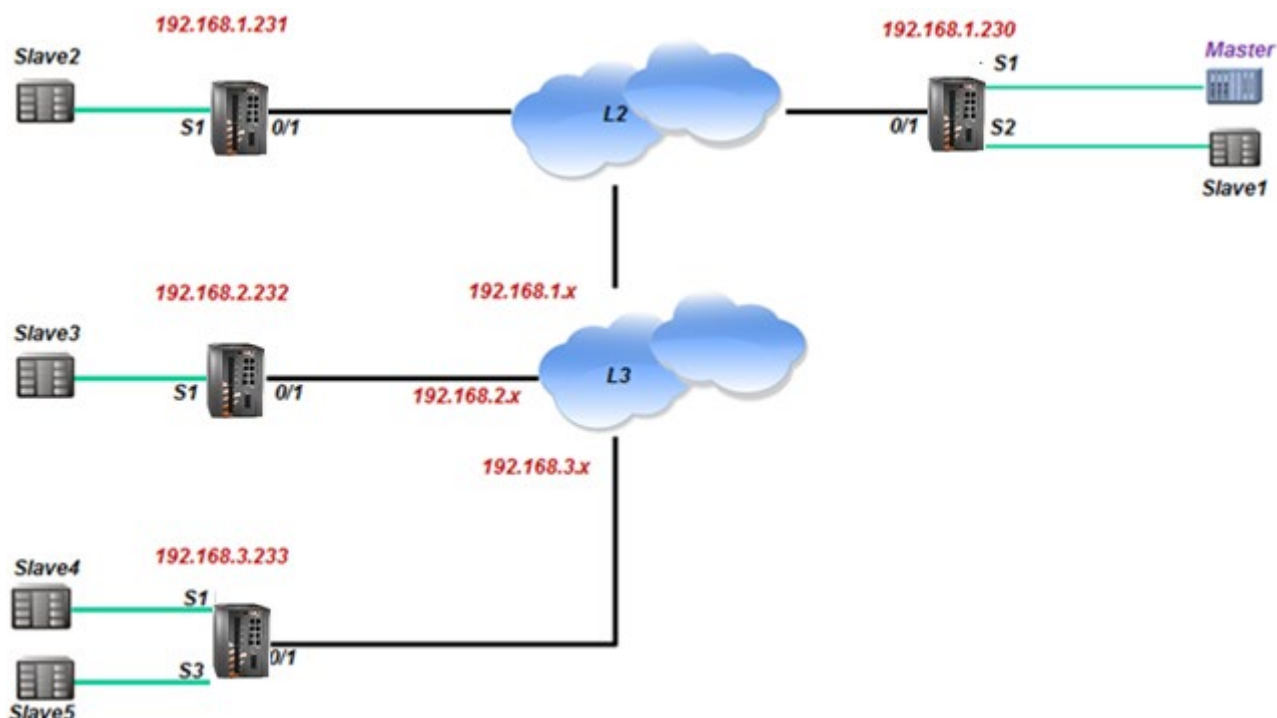 192.168.1.231
192.168.1.230
Slave2
S1
Master
L2
S1
0/1
0/1
S2
Slave1
192.168.2.232
192.168.1.x
Slave3
L3
S1
0/1
192.168.2.x
192.168.3.x
192.168.3.233
Slave4
S1
0/1
S3
Slave5